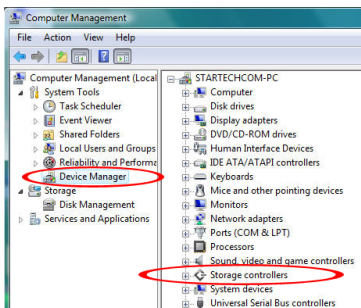 Computer Management
File Action View Help
Computer Management (Local
System Tools
Task Scheduler
Event Viewer
Shared Folders
Local Users and Groups
Reliability and Performa
Device Manager
Storage
Disk Management
Services and Applications
STARTECHCOM-PC
Computer
Disk drives
Display adapters
DVD/CD-ROM drives
Human Interface Devices
IDE ATA/ATAPI controllers
Keyboards
Mice and other pointing devices
Monitors
Network adapters
Ports (COM & LPT)
Processors
Sound, video and game controllers
Storage controllers
System devices
Universal Serial Bus controllers